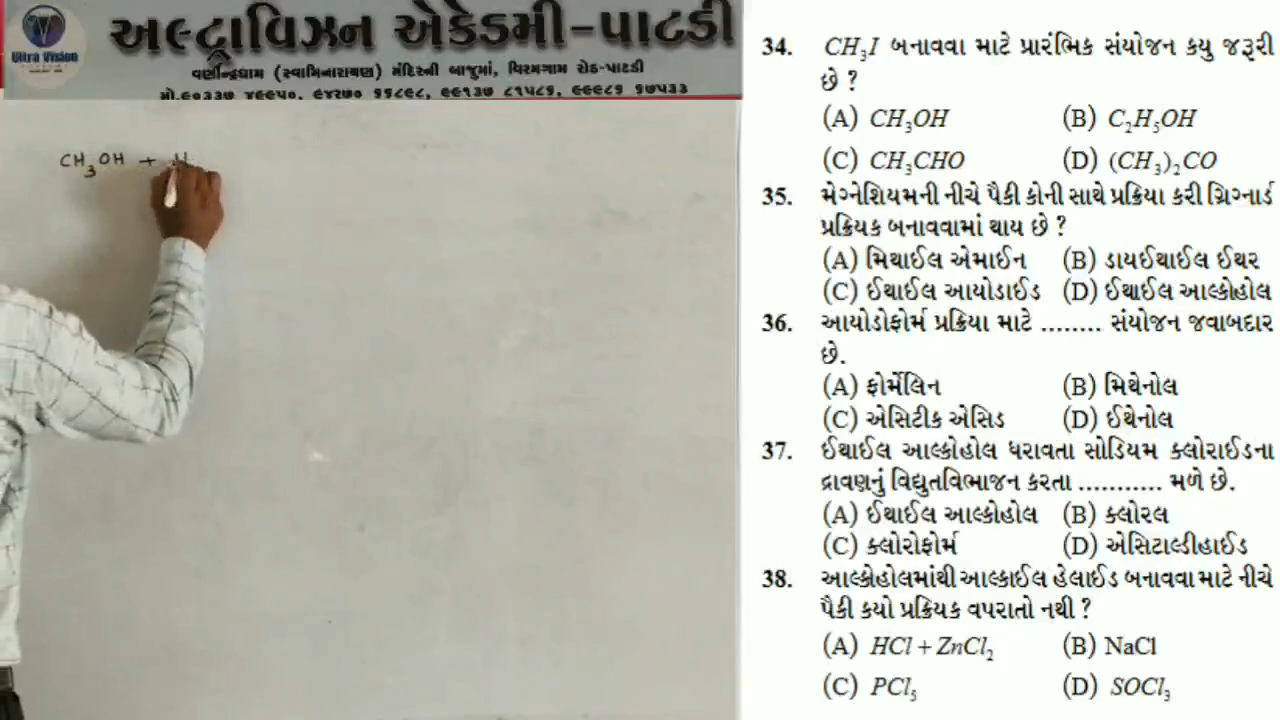 Ultra Vision
અલ્ટ્રાવિઝન એકેડમી-પાટડી
વર્ણીન્દ્રધામ (સ્વામિનારાયણ) મંદિરની બાજુમાં, વિરમગામ રોડ-પાટડી
CH₃OH +
34. CH₃I બનાવવા માટે પ્રારંભિક સંયોજન કયુ જરૂરી
છે ?
(A) CH₃OH (B) C₂H₅OH
(C) CH₃CHO (D) (CH₃)₂CO
35. મેગ્નેશિયમની નીચે પૈકી કોની સાથે પ્રક્રિયા કરી ગ્રિગ્નાર્ડ
પ્રક્રિયક બનાવવામાં થાય છે ?
(A) મિથાઈલ એમાઈન (B) ડાયઈથાઈલ ઈથર
(C) ઈથાઈલ આયોડાઈડ (D) ઈથાઈલ આલ્કોહોલ
36. આયોડોફોર્મ પ્રક્રિયા માટે ........ સંયોજન જવાબદાર
છે.
(A) ફોર્મેલિન (B) મિથેનોલ
(C) એસિટીક એસિડ (D) ઈથેનોલ
37. ઈથાઈલ આલ્કોહોલ ધરાવતા સોડિયમ ક્લોરાઈડના
દ્રાવણનું વિદ્યુતવિભાજન કરતા ........... મળે છે.
(A) ઈથાઈલ આલ્કોહોલ (B) ક્લોરલ
(C) ક્લોરોફોર્મ (D) એસિટાલ્ડીહાઈડ
38. આલ્કોહોલમાંથી આલ્કાઈલ હેલાઈડ બનાવવા માટે નીચે
પૈકી કયો પ્રક્રિયક વપરાતો નથી ?
(A) HCl + ZnCl₂ (B) NaCl
(C) PCl₅ (D) SOCl₃